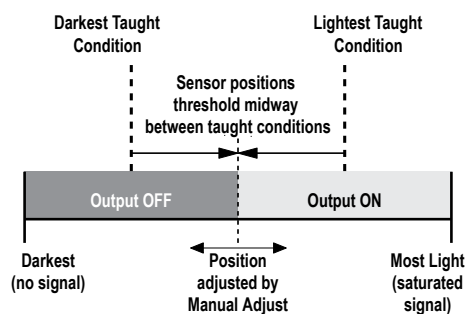 Darkest Taught
Condition
Lightest Taught
Condition
Sensor positions
threshold midway
between taught conditions
Output OFF
Output ON
Darkest
(no signal)
Position
adjusted by
Manual Adjust
Most Light
(saturated
signal)